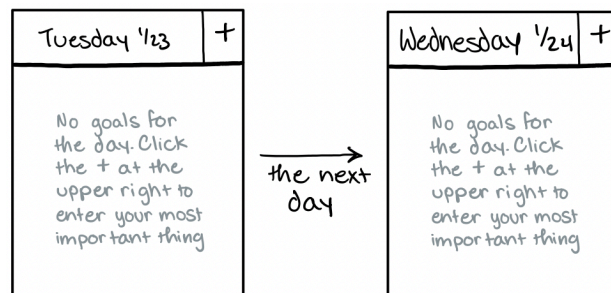 Tuesday 1/23 +
No goals for
the day. Click
the + at the
upper right to
enter your most
important thing
the next
day
Wednesday 1/24 +
No goals for
the day. Click
the + at the
upper right to
enter your most
important thing